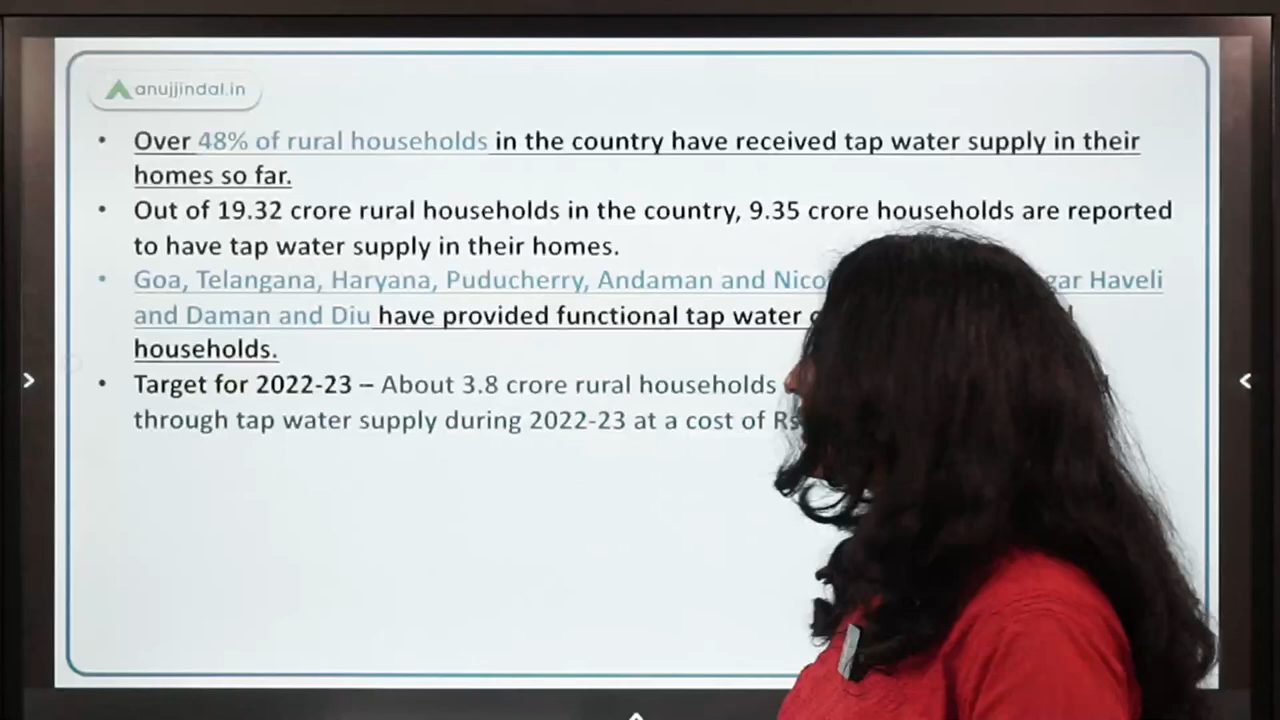 anujjindal.in
• Over 48% of rural households in the country have received tap water supply in their
homes so far.
• Out of 19.32 crore rural households in the country, 9.35 crore households are reported
to have tap water supply in their homes.
• Goa, Telangana, Haryana, Puducherry, Andaman and Haveli
and Daman and Diu have provided functional tap water
households.
• Target for 2022-23 – About 3.8 crore rural households
through tap water supply during 2022-23 at a cost of Rs